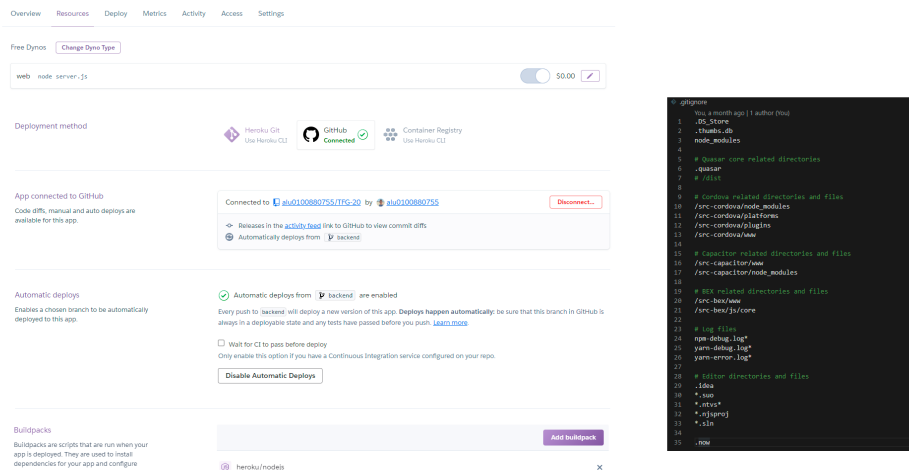 Overview Resources Deploy Metrics Activity Access Settings
Free Dynos Change Dyno Type
web node server.js $0.00
Deployment method
Heroku Git
Use Heroku CLI
GitHub
Connected
Container Registry
Use Heroku CLI
App connected to GitHub
Code diffs, manual and auto deploys are
available for this app.
Connected to alu0100880755/TFG-20 by alu0100880755 Disconnect...
Releases in the activity feed link to GitHub to view commit diffs
Automatically deploys from backend
Automatic deploys
Enables a chosen branch to be automatically
deployed to this app.
Automatic deploys from backend are enabled
Every push to backend will deploy a new version of this app. Deploys happen automatically: be sure that this branch in GitHub is
always in a deployable state and any tests have passed before you push. Learn more.
Wait for CI to pass before deploy
Only enable this option if you have a Continuous Integration service configured on your repo.
Disable Automatic Deploys
Buildpacks
Buildpacks are scripts that are run when your
app is deployed. They are used to install
dependencies for your app and configure
Add buildpack
heroku/nodejs
.gitignore
You, a month ago | 1 author (You)
1 .DS_Store
2 .thumbs.db
3 node_modules
4
5 # Quasar core related directories
6 .quasar
7 # /dist
8
9 # Cordova related directories and files
10 /src-cordova/node_modules
11 /src-cordova/platforms
12 /src-cordova/plugins
13 /src-cordova/www
14
15 # Capacitor related directories and files
16 /src-capacitor/www
17 /src-capacitor/node_modules
18
19 # BEX related directories and files
20 /src-bex/www
21 /src-bex/js/core
22
23 # Log files
24 npm-debug.log*
25 yarn-debug.log*
26 yarn-error.log*
27
28 # Editor directories and files
29 .idea
30 *.suo
31 *.ntvs*
32 *.njsproj
33 *.sln
34
35 .now